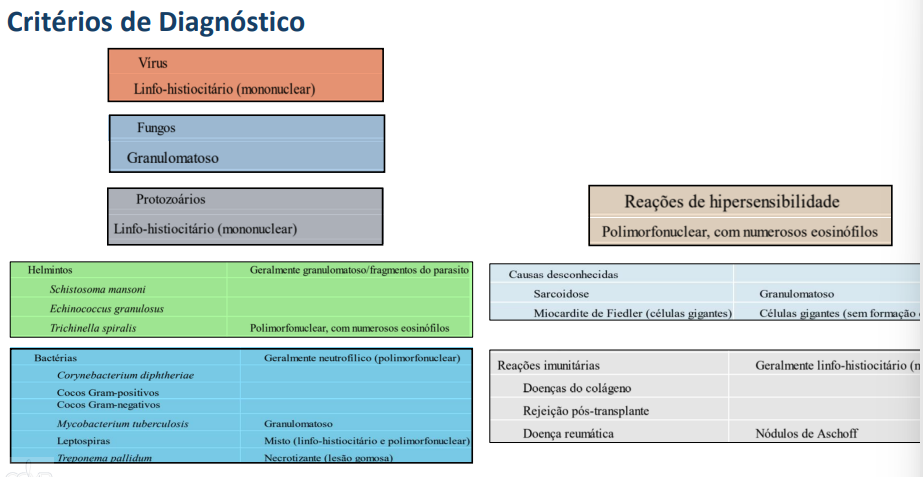 Critérios de Diagnóstico
Vírus
Linfo-histiocitário (mononuclear)
Fungos
Granulomatoso
Protozoários
Linfo-histiocitário (mononuclear)
Helmintos Geralmente granulomatoso/fragmentos do parasito
Schistosoma mansoni
Echinococcus granulosus
Trichinella spiralis Polimorfonuclear, com numerosos eosinófilos
Bactérias Geralmente neutrofílico (polimorfonuclear)
Corynebacterium diphtheriae
Cocos Gram-positivos
Cocos Gram-negativos
Mycobacterium tuberculosis Granulomatoso
Leptospiras Misto (linfo-histiocitário e polimorfonuclear)
Treponema pallidum Necrotizante (lesão gomosa)
Reações de hipersensibilidade
Polimorfonuclear, com numerosos eosinófilos
Causas desconhecidas
Sarcoidose Granulomatoso
Miocardite de Fiedler (células gigantes) Células gigantes (sem formação
Reações imunitárias Geralmente linfo-histiocitário
Doenças do colágeno
Rejeição pós-transplante
Doença reumática Nódulos de Aschoff